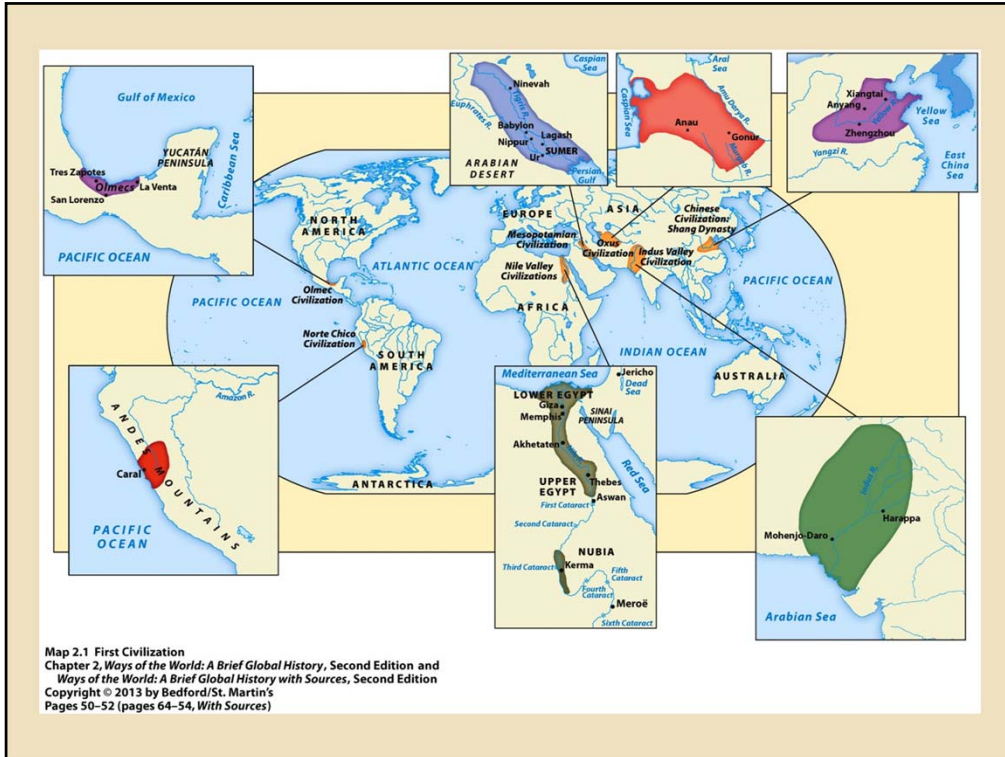 Gulf of Mexico
YUCATÁN
PENINSULA
Caribbean Sea
Tres Zapotes
Olmecs
La Venta
San Lorenzo
PACIFIC OCEAN
Caspian
Sea
Ninevah
Tigris R.
Euphrates R.
Babylon
Lagash
Nippur
SUMER
Ur
ARABIAN
DESERT
Persian
Gulf
Aral
Sea
Caspian Sea
Amu Darya R.
Anau
Gonur
Murgab R.
Xiangtai
Anyang
Yellow R.
Yellow
Sea
Zhengzhou
Yangzi R.
East
China
Sea
NORTH
AMERICA
EUROPE
ASIA
Chinese
Civilization:
Shang Dynasty
Mesopotamian
Civilization
Oxus
Civilization
Indus Valley
Civilization
ATLANTIC OCEAN
Nile Valley
Civilizations
PACIFIC OCEAN
PACIFIC OCEAN
Olmec
Civilization
AFRICA
Norte Chico
Civilization
SOUTH
AMERICA
INDIAN OCEAN
AUSTRALIA
ANTARCTICA
Amazon R.
ANDES MOUNTAINS
Caral
PACIFIC
OCEAN
Mediterranean Sea
Jericho
Dead
Sea
LOWER EGYPT
Giza
Memphis
SINAI
PENINSULA
Akhetaten
Red Sea
Thebes
UPPER
EGYPT
Aswan
First Cataract
Second Cataract
NUBIA
Third Cataract
Kerma
Fifth
Cataract
Fourth
Cataract
Meroë
Sixth Cataract
Indus R.
Harappa
Mohenjo-Daro
Arabian Sea
Map 2.1 First Civilization
Chapter 2, Ways of the World: A Brief Global History, Second Edition and
Ways of the World: A Brief Global History with Sources, Second Edition
Copyright © 2013 by Bedford/St. Martin's
Pages 50–52 (pages 64–54, With Sources)